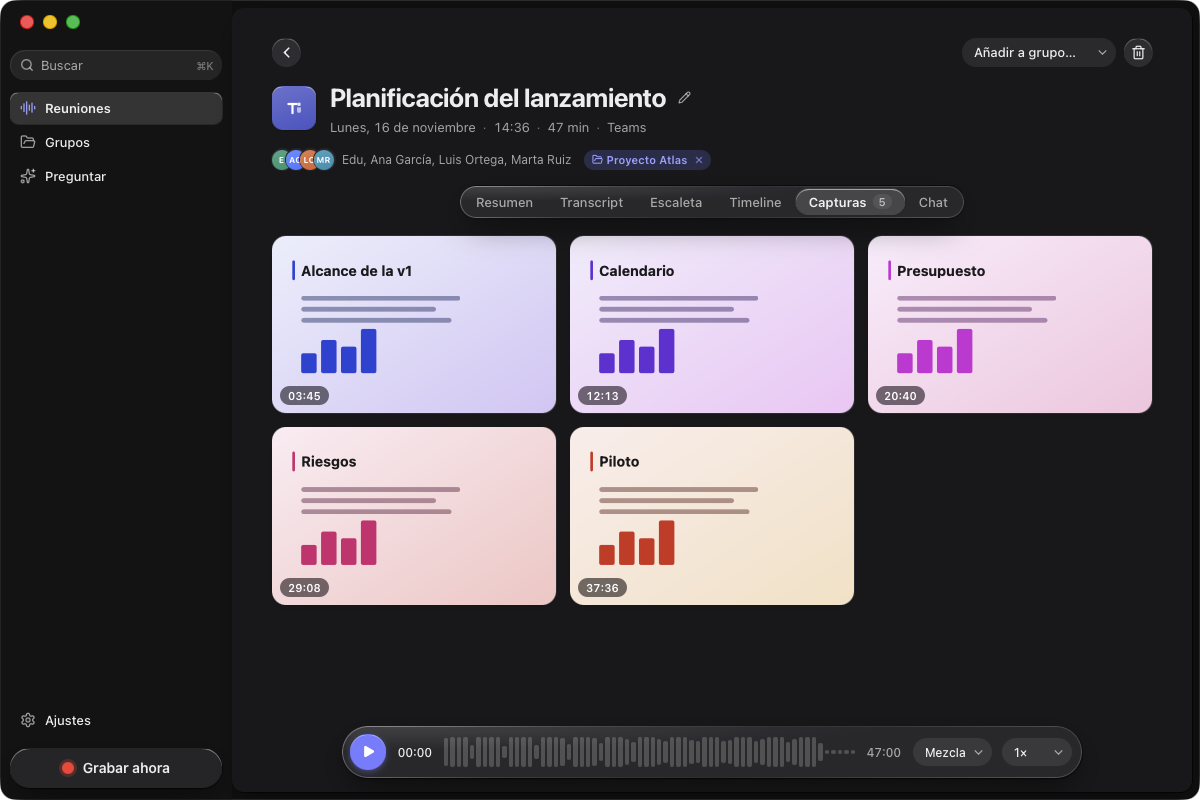 Buscar ⌘K
Reuniones
Grupos
Preguntar
Ajustes
Grabar ahora
Añadir a grupo...
Planificación del lanzamiento
Lunes, 16 de noviembre · 14:36 · 47 min · Teams
E MR Edu, Ana García, Luis Ortega, Marta Ruiz Proyecto Atlas ×
Resumen Transcript Escaleta Timeline Capturas 5 Chat
Alcance de la v1
03:45
Calendario
12:13
Presupuesto
20:40
Riesgos
29:08
Piloto
37:36
00:00 47:00 Mezcla 1×